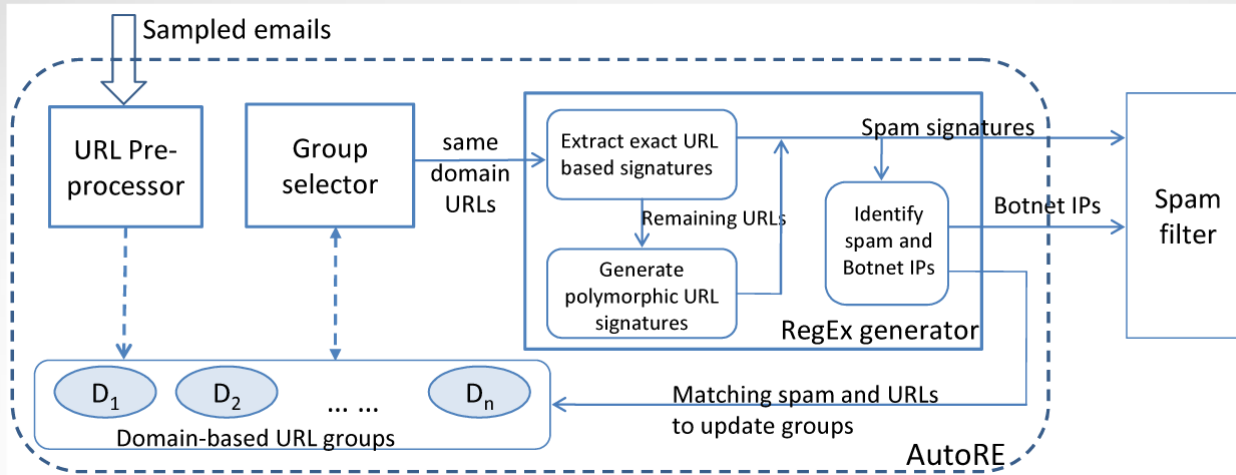 Sampled emails
URL Pre-
processor
Group
selector
same
domain
URLs
Extract exact URL
based signatures
Remaining URLs
Generate
polymorphic URL
signatures
Spam signatures
Identify
spam and
Botnet IPs
RegEx generator
Botnet IPs
Spam
filter
D1
D2
... ...
Dn
Domain-based URL groups
Matching spam and URLs
to update groups
AutoRE